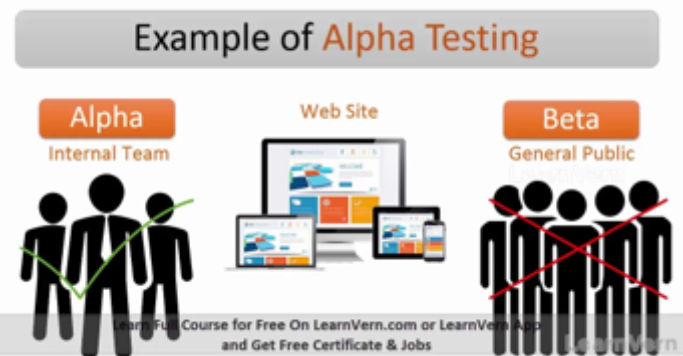 Example of Alpha Testing
Alpha
Web Site
Beta
Internal Team
General Public
Learn Full Course for Free On LearnVern.com or LearnVern App
and Get Free Certificate & Jobs
LearnVern